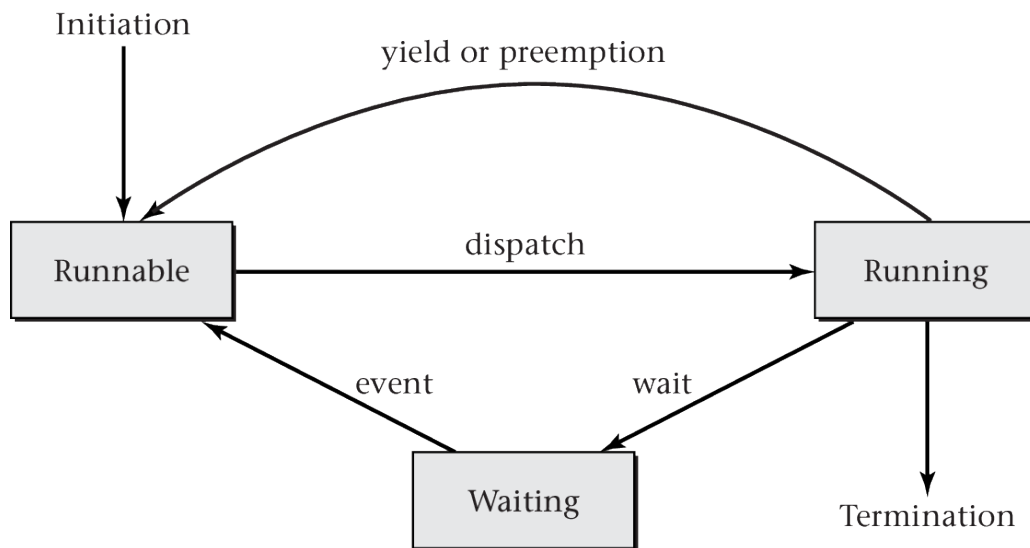 Initiation
yield or preemption
dispatch
Runnable
Running
event
wait
Waiting
Termination